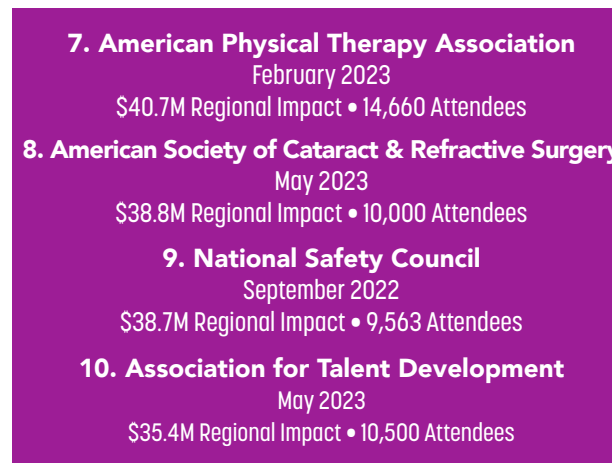 7. American Physical Therapy Association
February 2023
$40.7M Regional Impact • 14,660 Attendees
8. American Society of Cataract & Refractive Surgery
May 2023
$38.8M Regional Impact • 10,000 Attendees
9. National Safety Council
September 2022
$38.7M Regional Impact • 9,563 Attendees
10. Association for Talent Development
May 2023
$35.4M Regional Impact • 10,500 Attendees